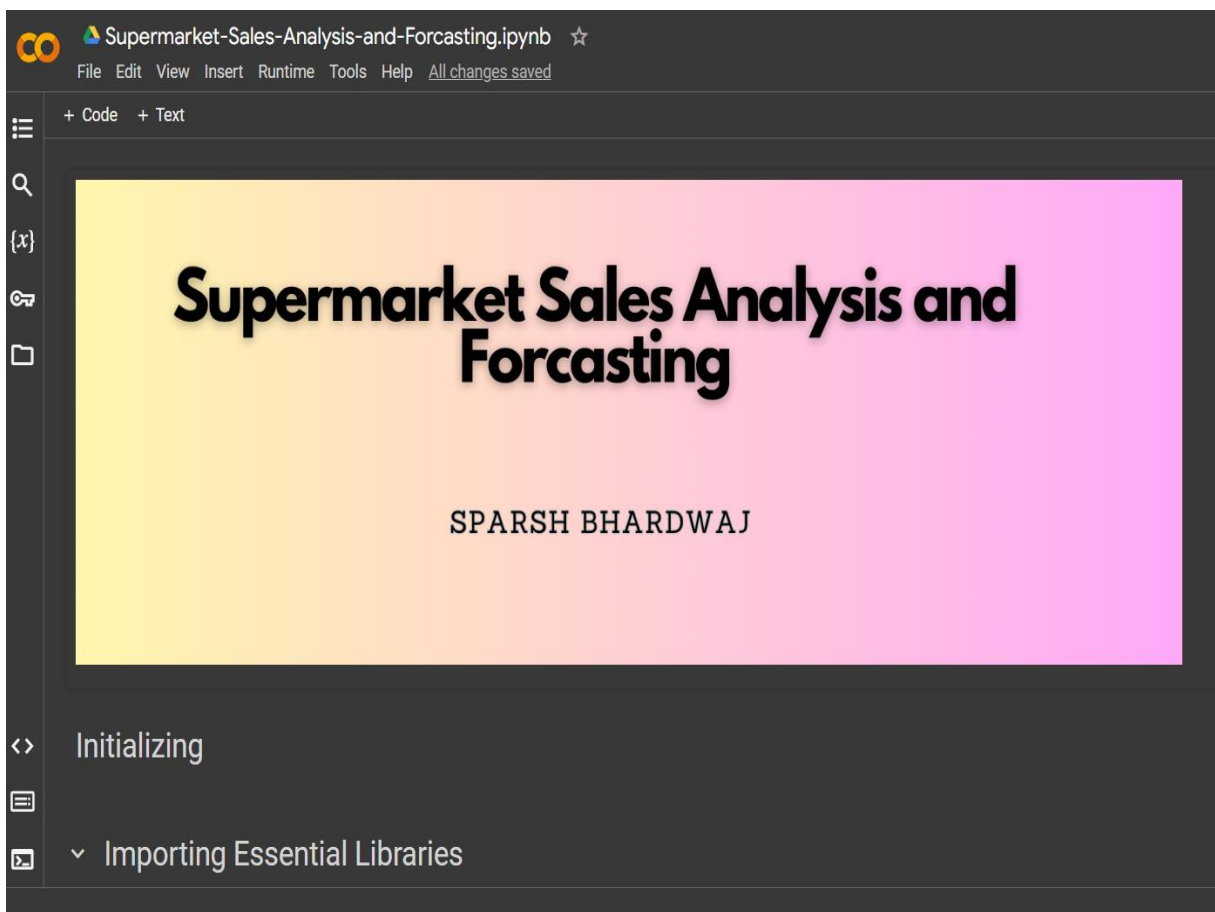 Supermarket-Sales-Analysis-and-Forcasting.ipynb
File Edit View Insert Runtime Tools Help All changes saved
+ Code + Text
{x}
Supermarket Sales Analysis and
Forcasting
SPARSH BHARDWAJ
Initializing
Importing Essential Libraries